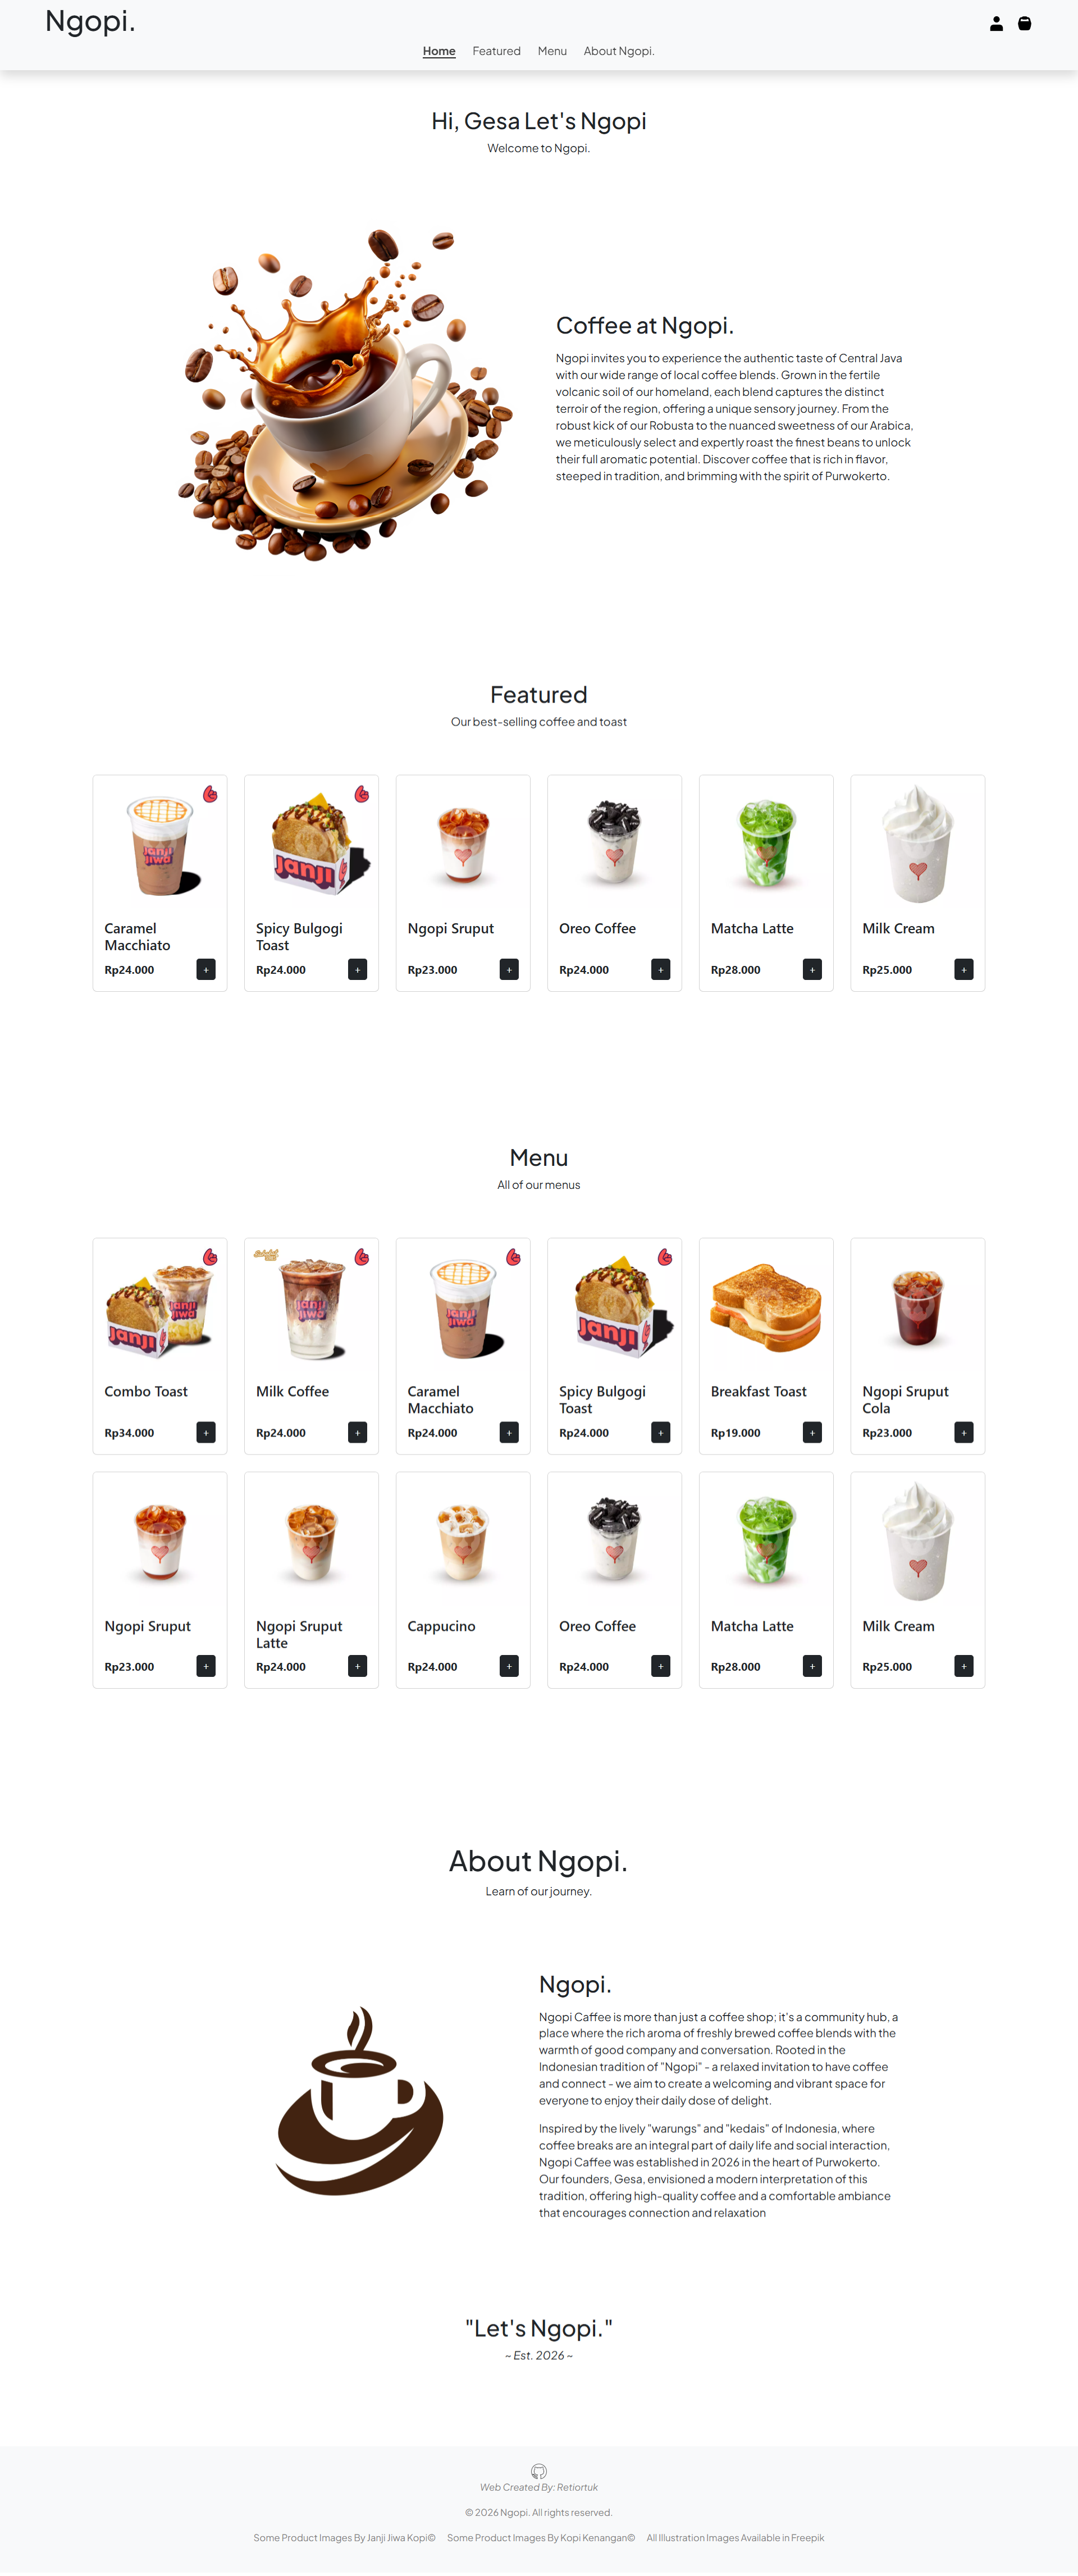 Ngopi.
Home Featured Menu About Ngopi.
Hi, Gesa Let's Ngopi
Welcome to Ngopi.
Coffee at Ngopi.
Ngopi invites you to experience the authentic taste of Central Java
with our wide range of local coffee blends. Grown in the fertile
volcanic soil of our homeland, each blend captures the distinct
terroir of the region, offering a unique sensory journey. From the
robust kick of our Robusta to the nuanced sweetness of our Arabica,
we meticulously select and expertly roast the finest beans to unlock
their full aromatic potential. Discover coffee that is rich in flavor,
steeped in tradition, and brimming with the spirit of Purwokerto.
Featured
Our best-selling coffee and toast
janji
jiwa
janji
Caramel
Macchiato
Rp24.000 +
Spicy Bulgogi
Toast
Rp24.000 +
Ngopi Sruput
Rp23.000 +
Oreo Coffee
Rp24.000 +
Matcha Latte
Rp28.000 +
Milk Cream
Rp25.000 +
Menu
All of our menus
janji
janji
jiwa
janji
jiwa
janji
jiwa
janji
Combo Toast
Rp34.000 +
Milk Coffee
Rp24.000 +
Caramel
Macchiato
Rp24.000 +
Spicy Bulgogi
Toast
Rp24.000 +
Breakfast Toast
Rp19.000 +
Ngopi Sruput
Cola
Rp23.000 +
Ngopi Sruput
Rp23.000 +
Ngopi Sruput
Latte
Rp24.000 +
Cappucino
Rp24.000 +
Oreo Coffee
Rp24.000 +
Matcha Latte
Rp28.000 +
Milk Cream
Rp25.000 +
About Ngopi.
Learn of our journey.
Ngopi.
Ngopi Caffee is more than just a coffee shop; it's a community hub, a
place where the rich aroma of freshly brewed coffee blends with the
warmth of good company and conversation. Rooted in the
Indonesian tradition of "Ngopi" - a relaxed invitation to have coffee
and connect - we aim to create a welcoming and vibrant space for
everyone to enjoy their daily dose of delight.
Inspired by the lively "warungs" and "kedais" of Indonesia, where
coffee breaks are an integral part of daily life and social interaction,
Ngopi Caffee was established in 2026 in the heart of Purwokerto.
Our founders, Gesa, envisioned a modern interpretation of this
tradition, offering high-quality coffee and a comfortable ambiance
that encourages connection and relaxation
"Let's Ngopi."
~ Est. 2026 ~
Web Created By: Retiortuk
© 2026 Ngopi. All rights reserved.
Some Product Images By Janji Jiwa Kopi© Some Product Images By Kopi Kenangan© All Illustration Images Available in Freepik